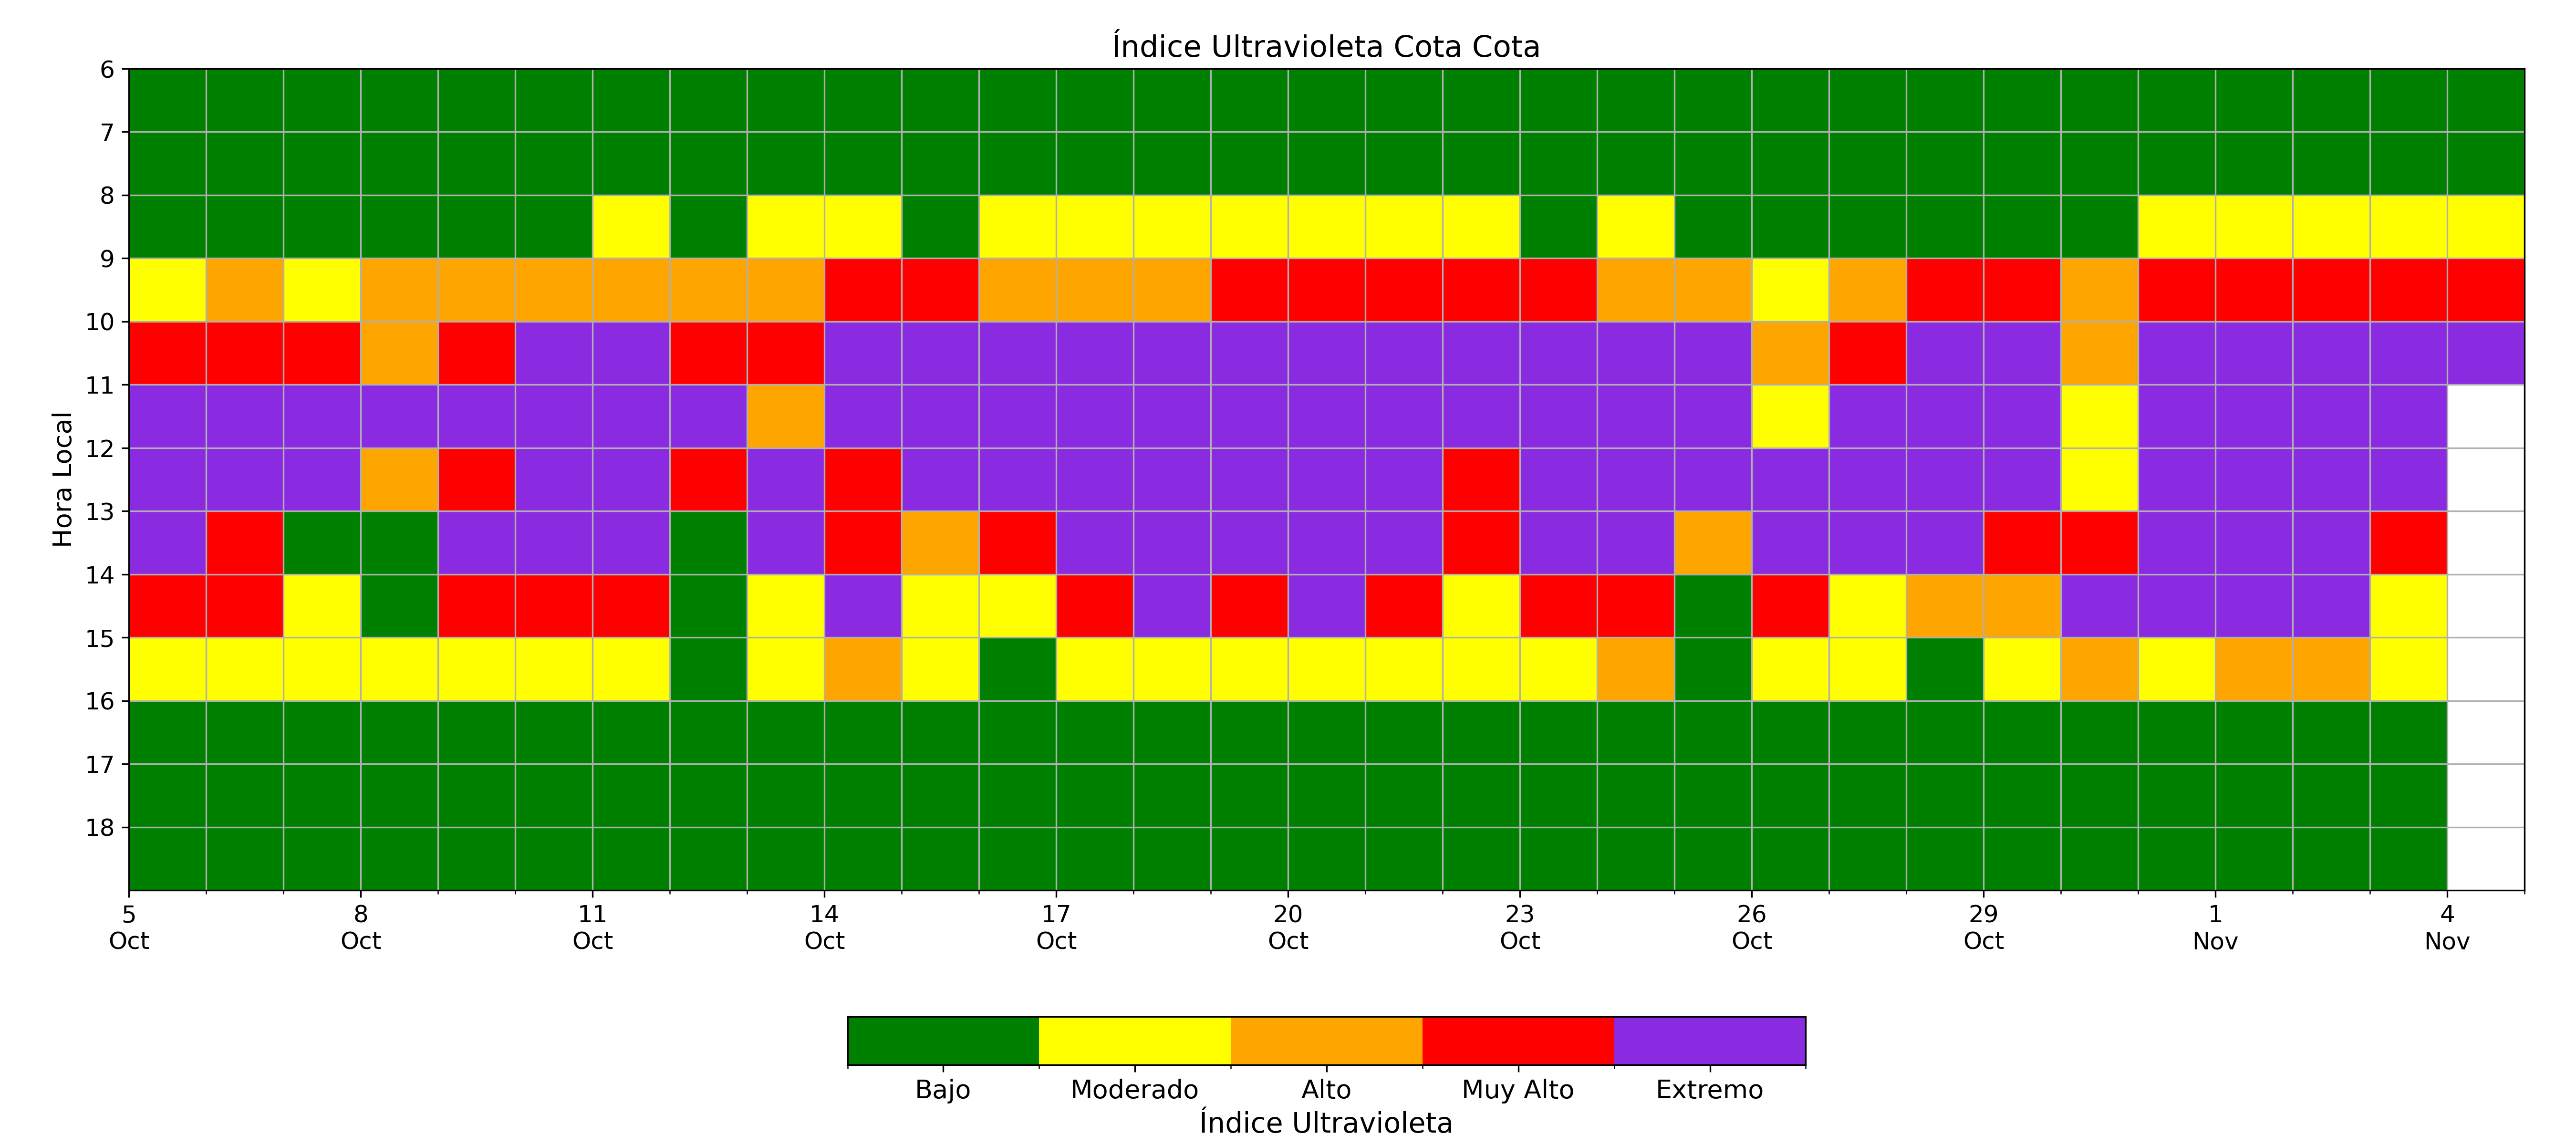 Índice Ultravioleta Cota Cota
Hora Local
6
7
8
9
10
11
12
13
14
15
16
17
18
5 8 11 14 17 20 23 26 29 1 4
Oct Oct Oct Oct Oct Oct Oct Oct Oct Nov Nov
Bajo Moderado Alto Muy Alto Extremo
Índice Ultravioleta